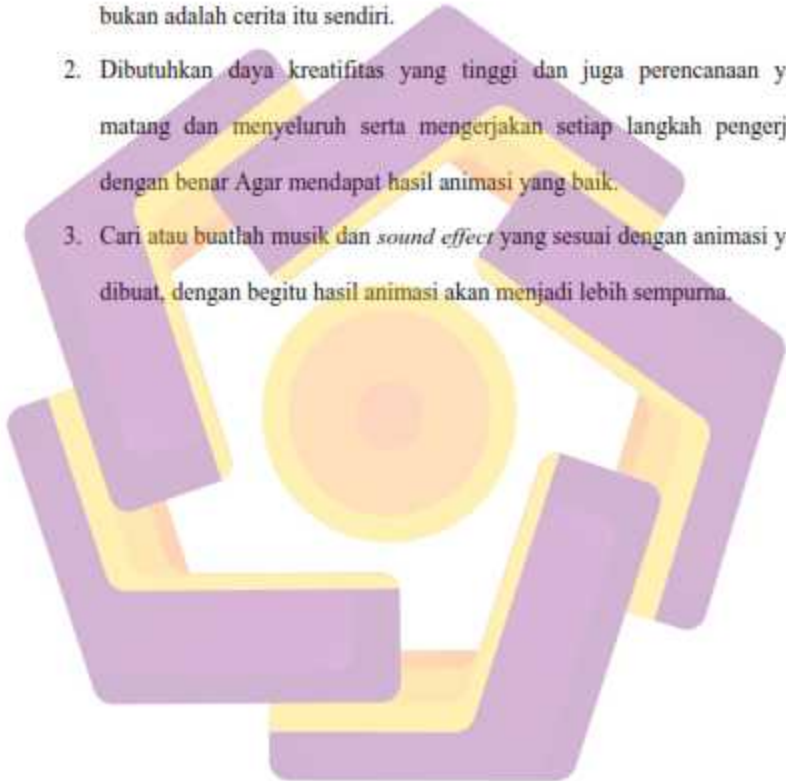 bukan adalah cerita itu sendiri.
2. Dibutuhkan daya kreatifitas yang tinggi dan juga perencanaan y
matang dan menyeluruh serta mengerjakan setiap langkah pengerj
dengan benar Agar mendapat hasil animasi yang baik.
3. Cari atau buatlah musik dan sound effect yang sesuai dengan animasi y
dibuat, dengan begitu hasil animasi akan menjadi lebih sempurna.